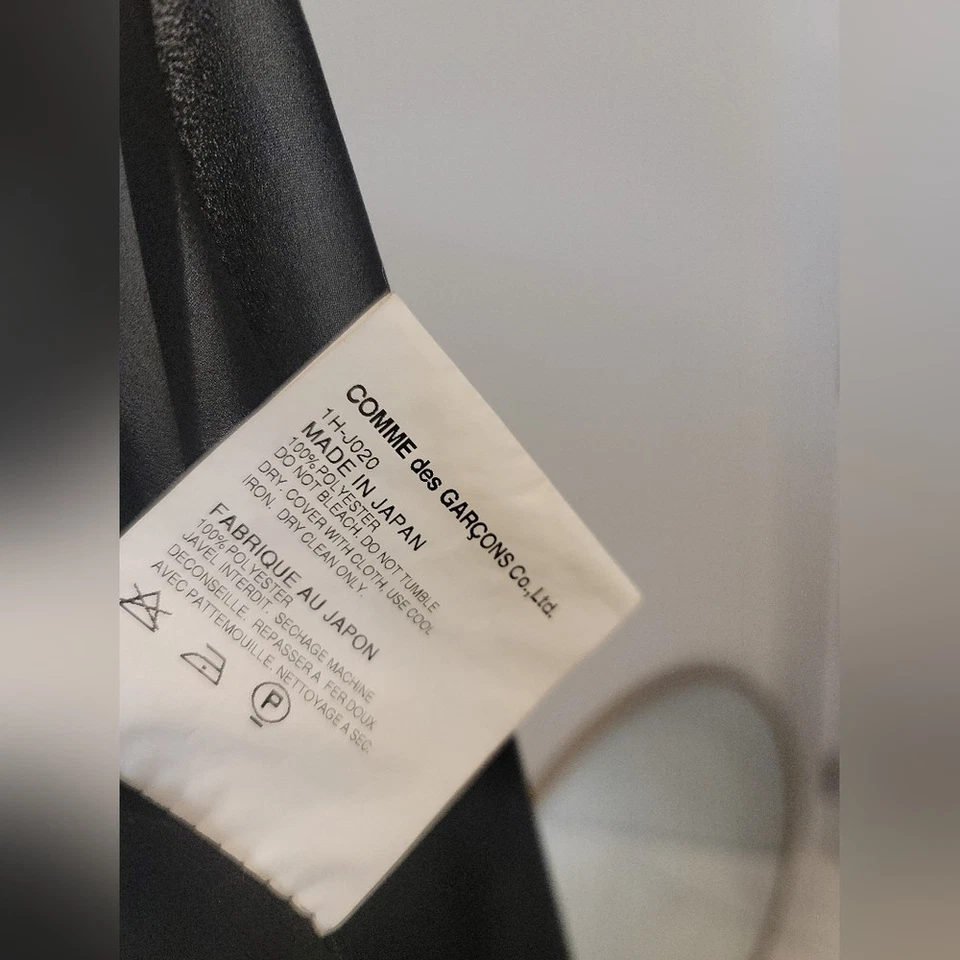 COMME des GARÇONS Co.,Ltd.
1H-J020
MADE IN JAPAN
100% POLYESTER
DO NOT BLEACH. DO NOT TUMBLE
DRY. COVER WITH CLOTH, USE COOL
IRON. DRY CLEAN ONLY.
FABRIQUE AU JAPON
100% POLYESTER
JAVEL INTERDIT. SECHAGE MACHINE
DECONSEILLE. REPASSER A FER DOUX
AVEC PATTEMOUILLE. NETTOYAGE A SEC.
P